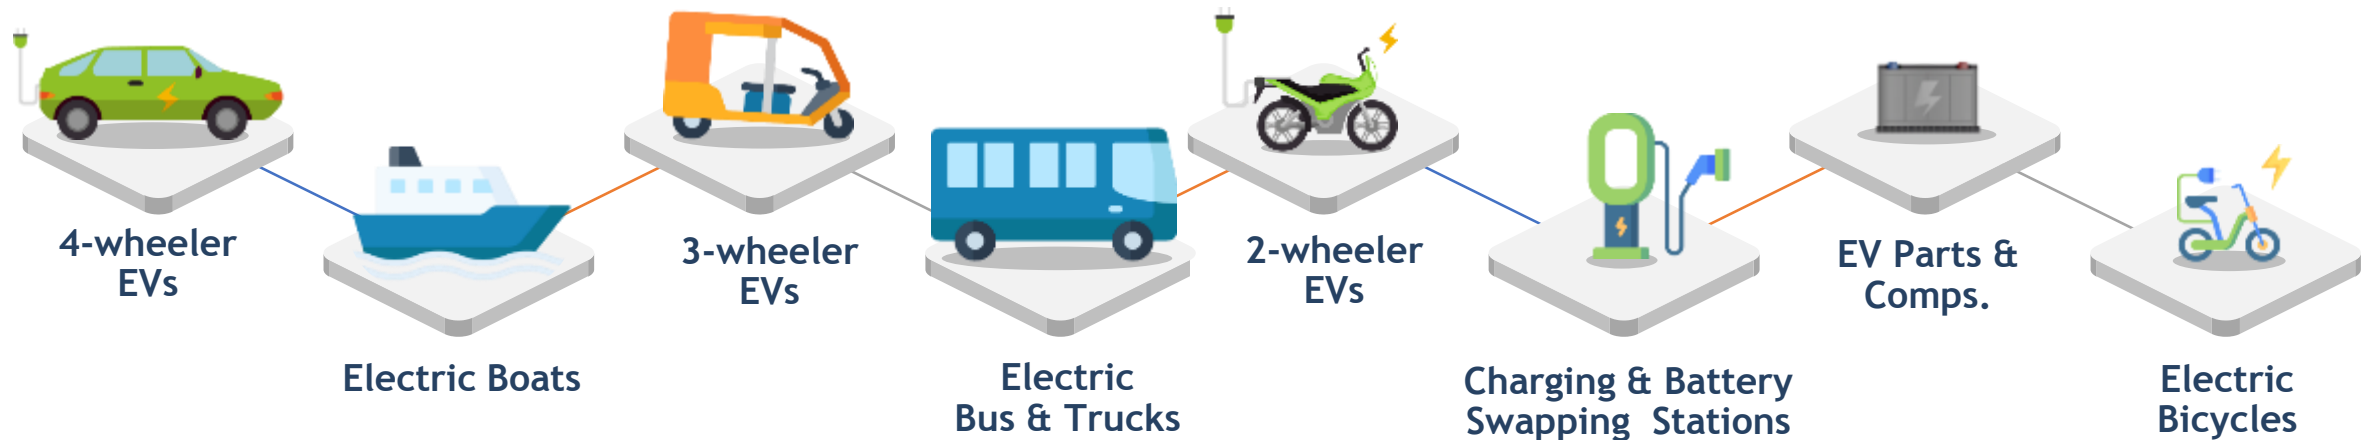 4-wheeler
EVs
Electric Boats
3-wheeler
EVs
Electric
Bus & Trucks
2-wheeler
EVs
Charging & Battery
Swapping  Stations
EV Parts &
Comps.
Electric
Bicycles